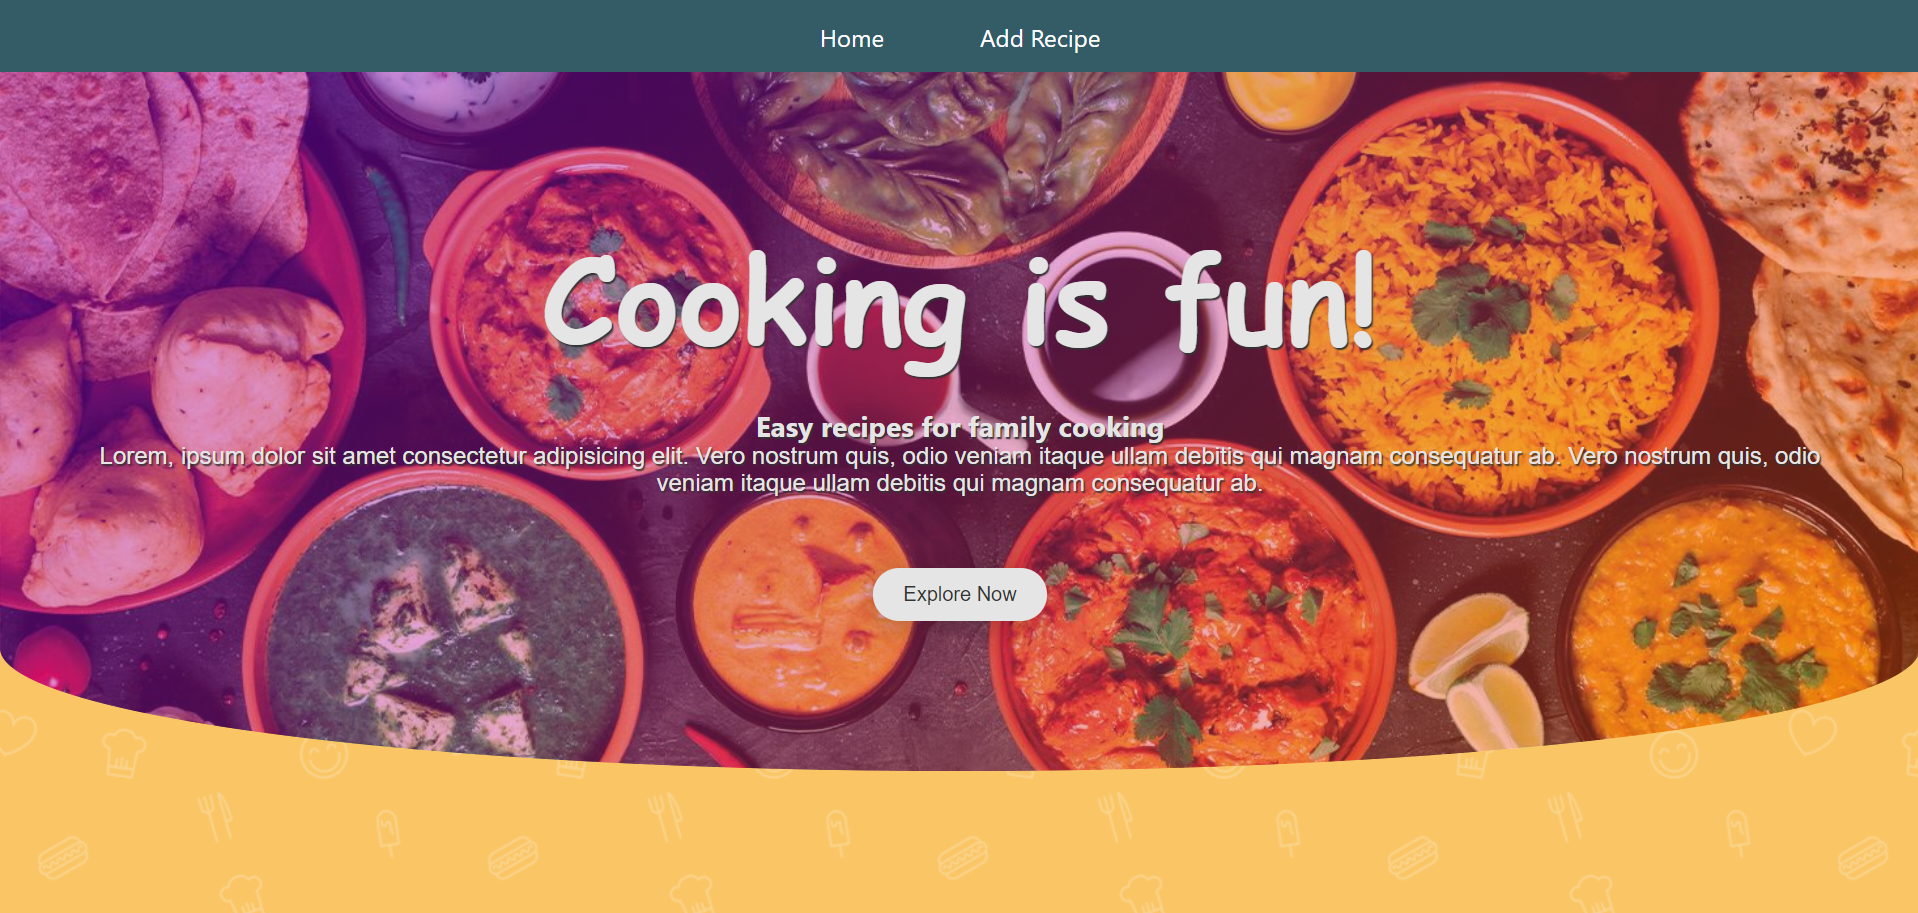 Home Add Recipe
Cooking is fun!
Easy recipes for family cooking
Lorem, ipsum dolor sit amet consectetur adipisicing elit. Vero nostrum quis, odio veniam itaque ullam debitis qui magnam consequatur ab. Vero nostrum quis, odio
veniam itaque ullam debitis qui magnam consequatur ab.
Explore Now